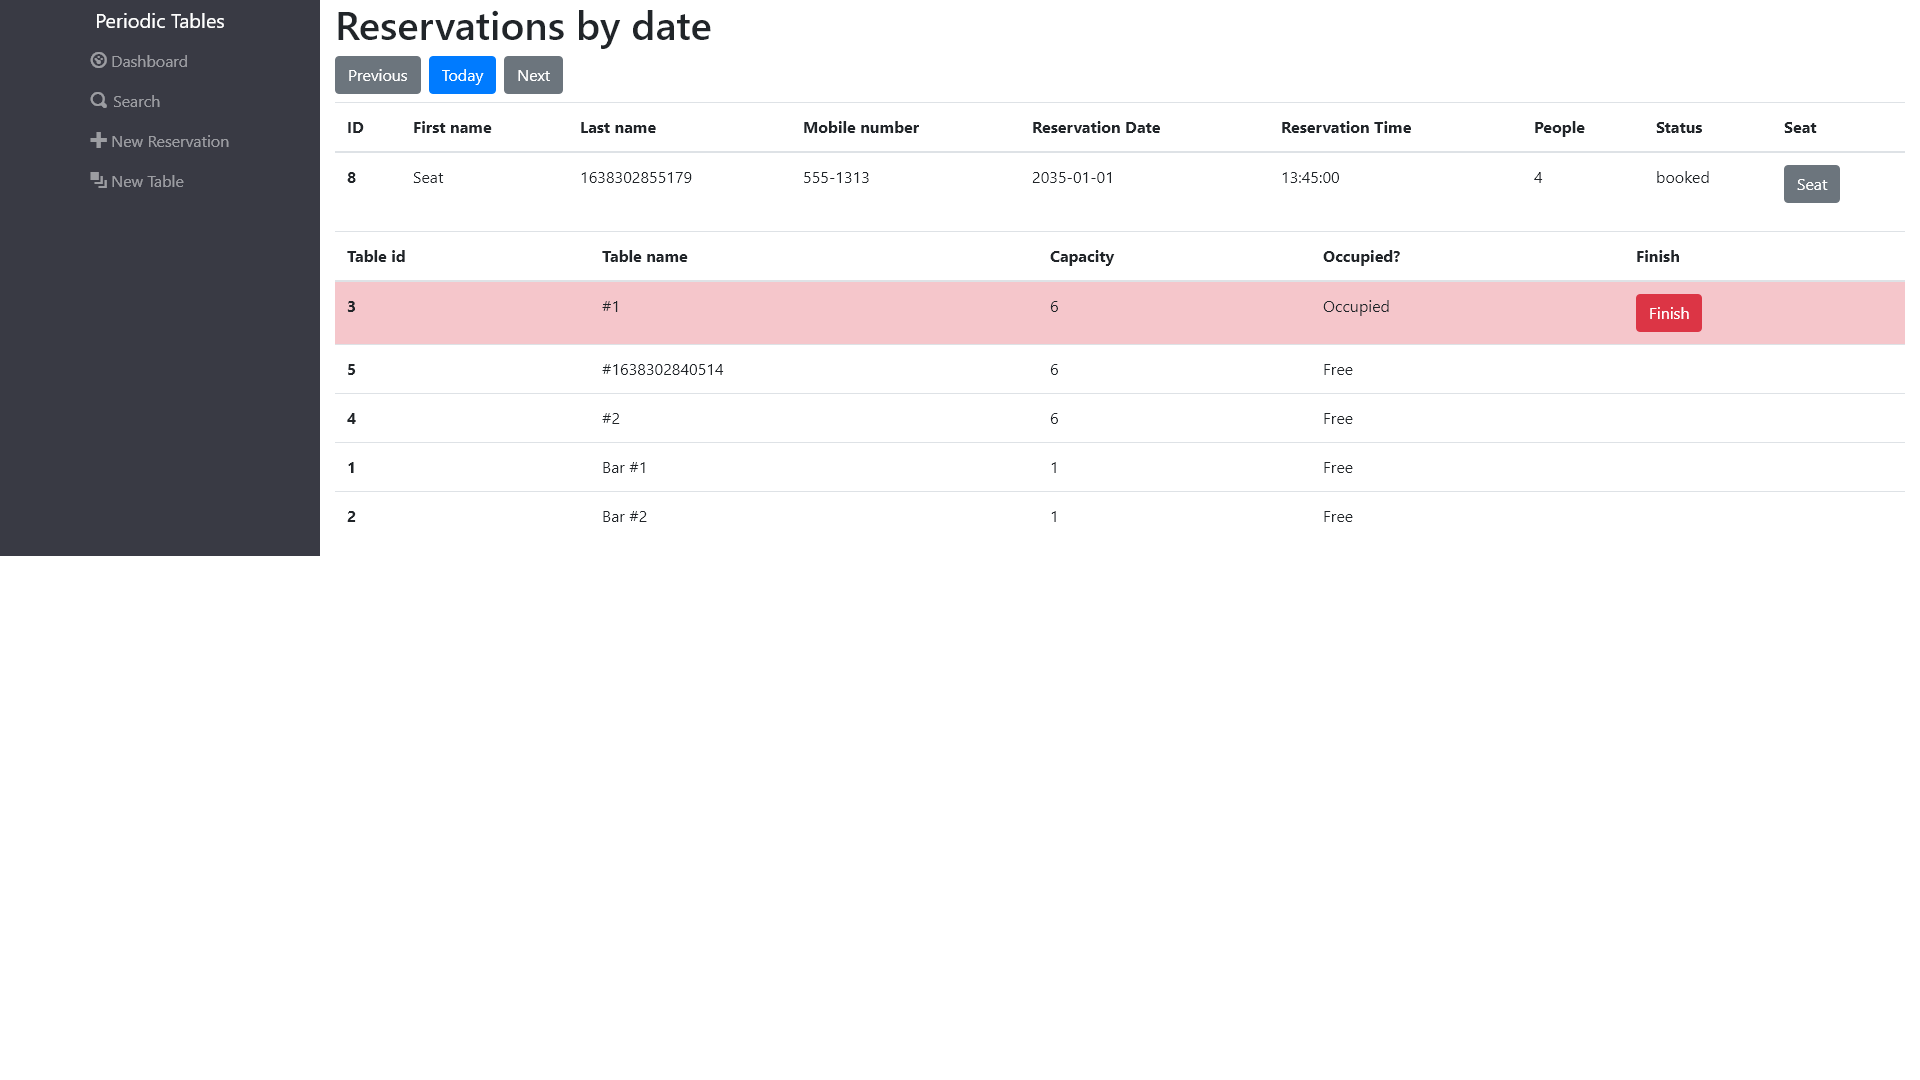 Periodic Tables
Dashboard
Search
New Reservation
New Table
Reservations by date
Previous Today Next
ID First name Last name Mobile number Reservation Date Reservation Time People Status Seat
8 Seat 1638302855179 555-1313 2035-01-01 13:45:00 4 booked Seat
Table id Table name Capacity Occupied? Finish
3 #1 6 Occupied Finish
5 #1638302840514 6 Free
4 #2 6 Free
1 Bar #1 1 Free
2 Bar #2 1 Free